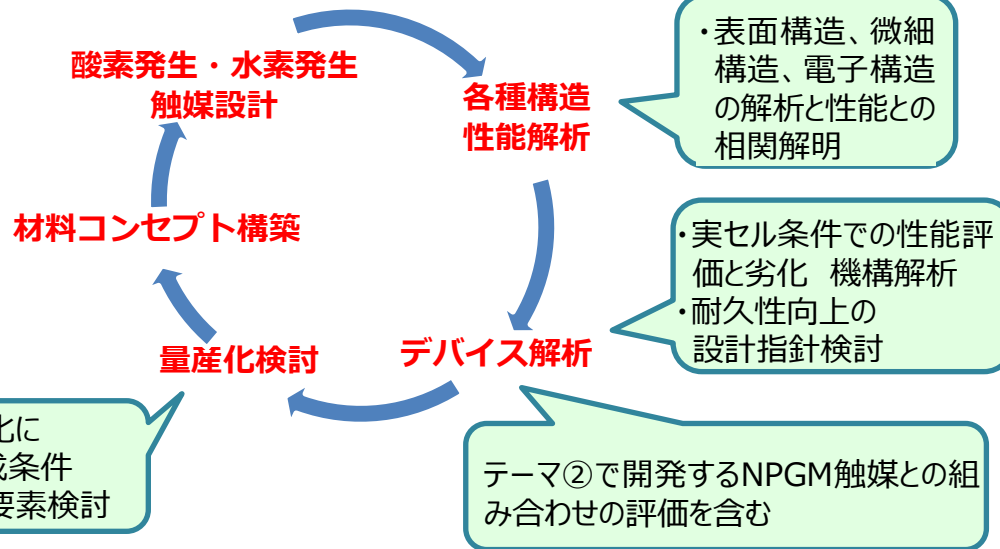 酸素発生・水素発生
触媒設計
各種構造
性能解析
・表面構造、微細
構造、電子構造
の解析と性能との
相関解明
材料コンセプト構築
・実セル条件での性能評
価と劣化 機構解析
・耐久性向上の
設計指針検討
量産化検討
デバイス解析
化に
成条件
要素検討
テーマ②で開発するNPGM触媒との組
み合わせの評価を含む